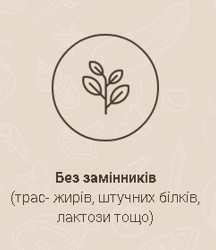 Без замінників
(трас- жирів, штучних білків,
лактози тощо)